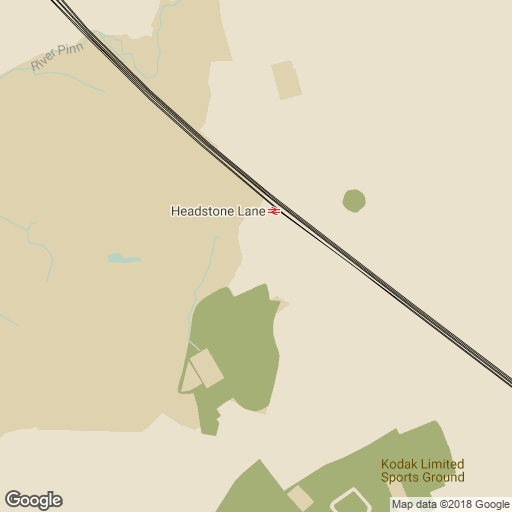 River Pinn
Headstone Lane
Kodak Limited
Sports Ground
Google
Map data ©2018 Google